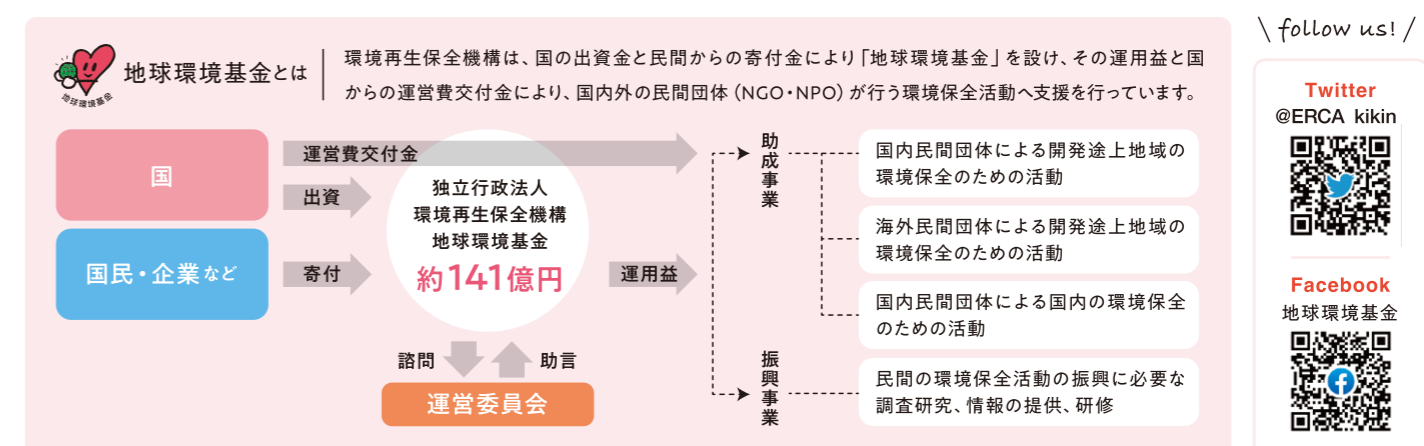 地球環境基金
地球環境基金とは
環境再生保全機構は、国の出資金と民間からの寄付金により「地球環境基金」を設け、その運用益と国
からの運営費交付金により、国内外の民間団体（NGO・NPO）が行う環境保全活動へ支援を行っています。
国
国民・企業など
運営費交付金
出資
寄付
独立行政法人
環境再生保全機構
地球環境基金
約141億円
運用益
諮問
助言
運営委員会
助成事業
国内民間団体による開発途上地域の
環境保全のための活動
海外民間団体による開発途上地域の
環境保全のための活動
国内民間団体による国内の環境保全
のための活動
振興事業
民間の環境保全活動の振興に必要な
調査研究、情報の提供、研修
\ follow us! /
Twitter
@ERCA kikin
Facebook
地球環境基金